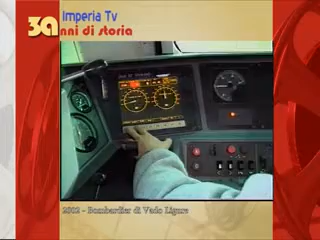 Imperia Tv
30 anni di storia
2002 - Bombardier di Vado Ligure